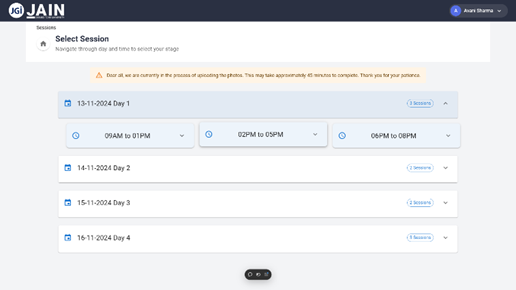 JGI JAIN
A Avani Sharma
Sessions
Select Session
Navigate through day and time to select your stage
Dear all, we are currently in the process of uploading the photos. This may take approximately 45 minutes to complete. Thank you for your patience.
13-11-2024 Day 1
3 Sessions
09AM to 01PM
02PM to 05PM
06PM to 08PM
14-11-2024 Day 2
2 Sessions
15-11-2024 Day 3
2 Sessions
16-11-2024 Day 4
Sessions